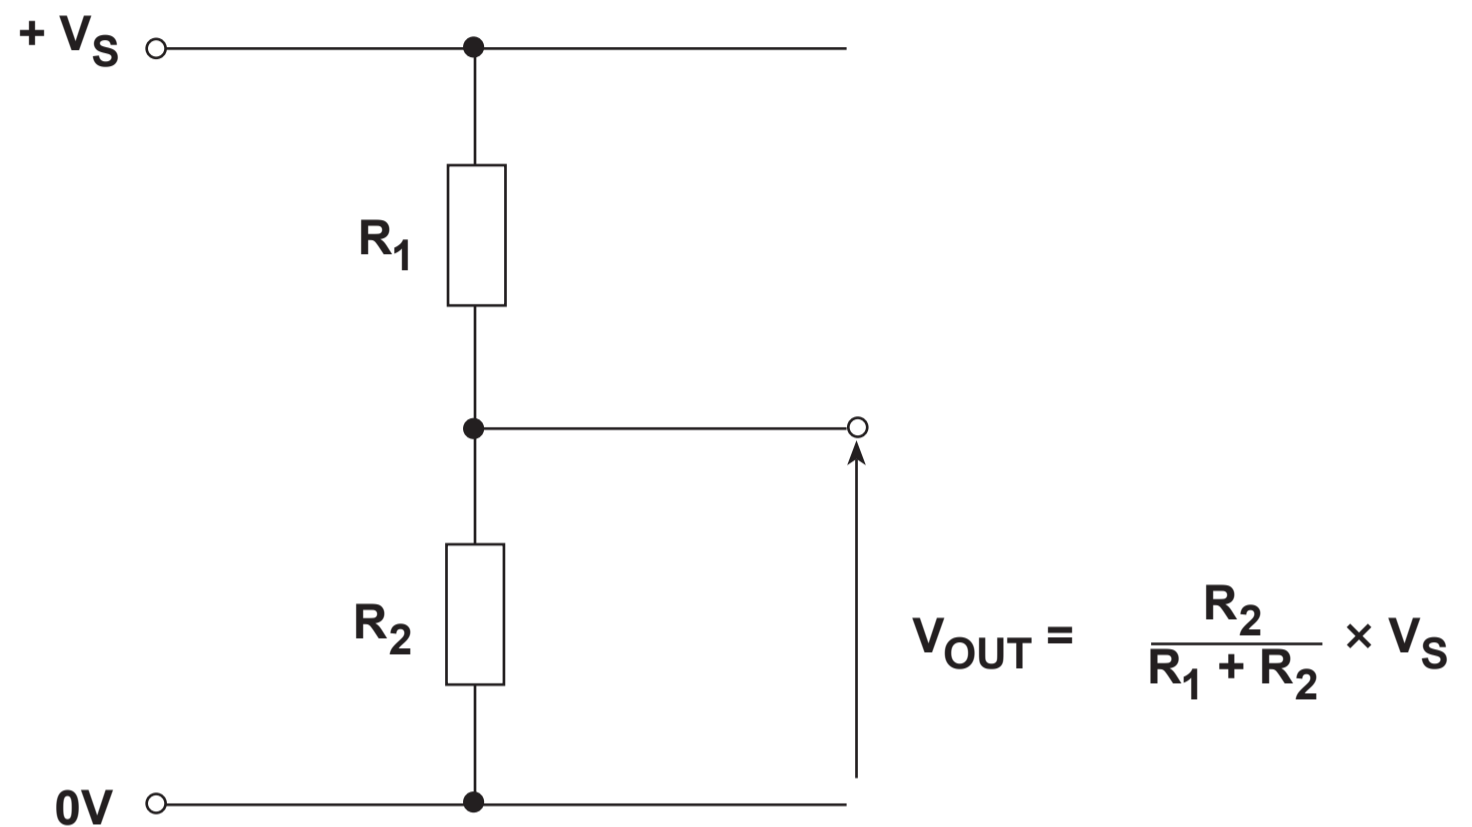 + VS
R1
R2
VOUT = R2 / R1 + R2 × VS
0V